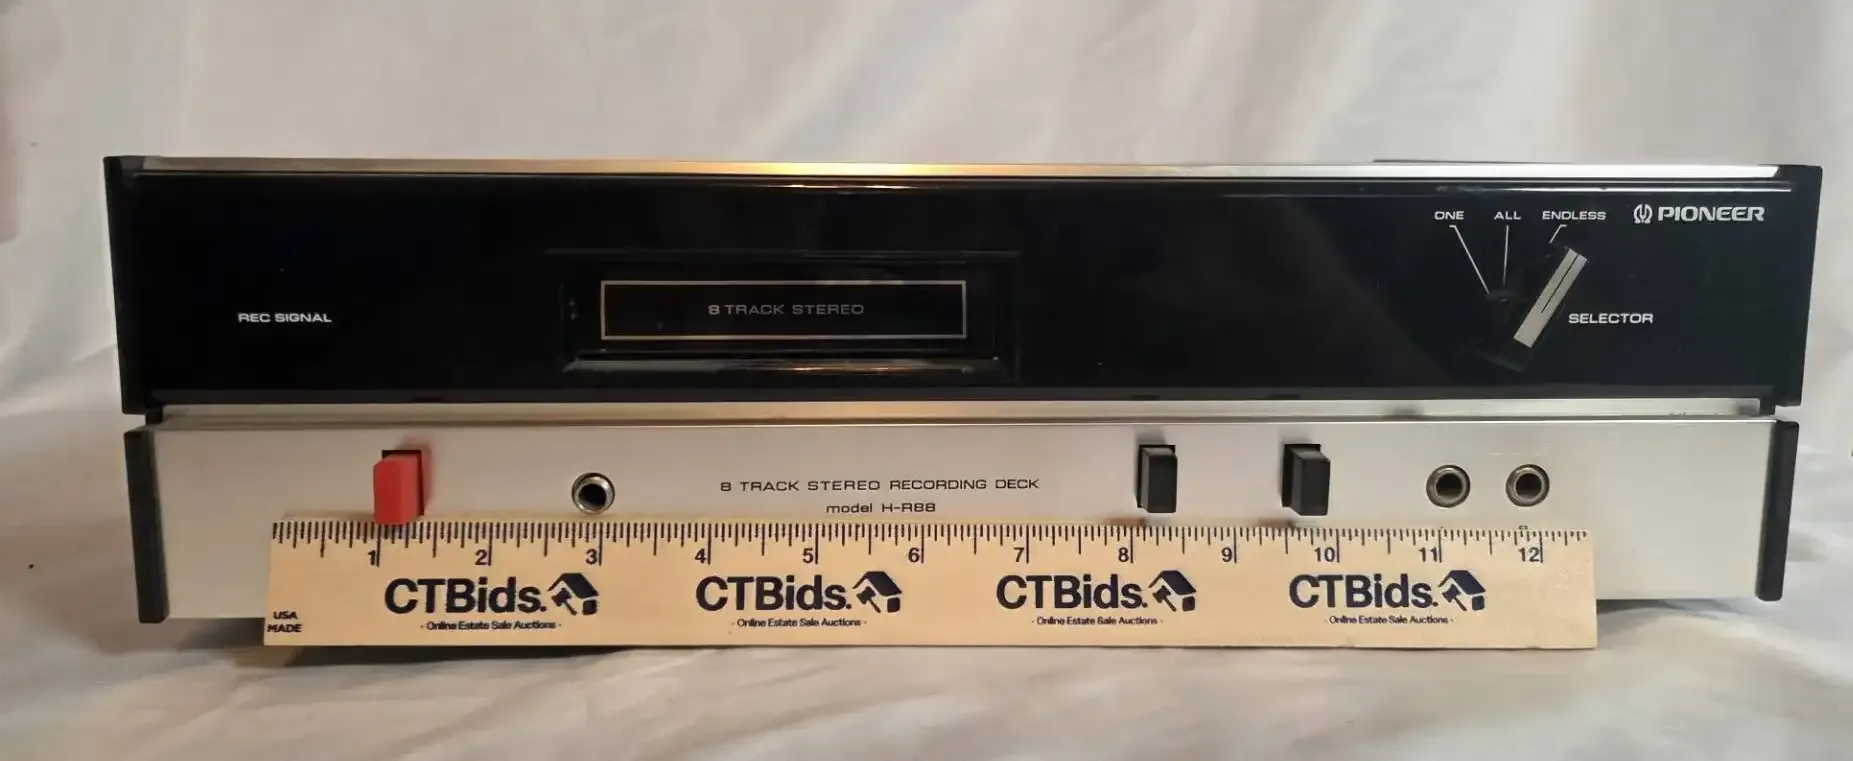 ONE ALL ENDLESS PIONEER
8 TRACK STEREO
REC SIGNAL
SELECTOR
8 TRACK STEREO RECORDING DECK
model H-R88
1 2 3 4 5 6 7 8 9 10 11 12
CTBids. CTBids. CTBids. CTBids.
- Online Estate Sale Auctions - - Online Estate Sale Auctions - - Online Estate Sale Auctions - - Online Estate Sale Auctions -
USA
MADE